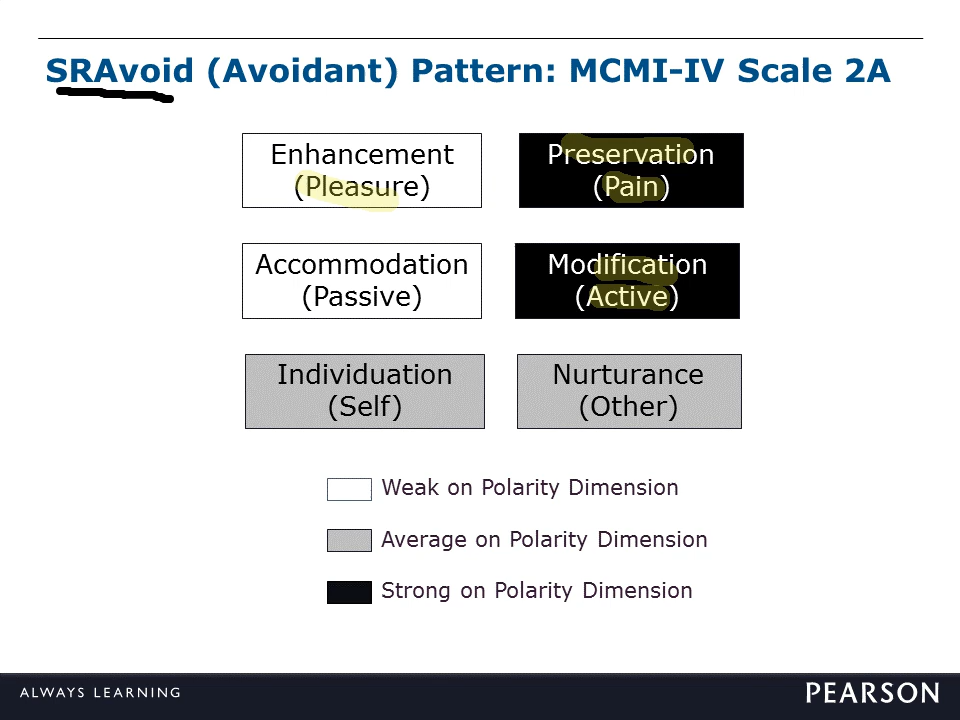 SRAvoid (Avoidant) Pattern: MCMI-IV Scale 2A
Enhancement
(Pleasure)
Preservation
(Pain)
Accommodation
(Passive)
Modification
(Active)
Individuation
(Self)
Nurturance
(Other)
Weak on Polarity Dimension
Average on Polarity Dimension
Strong on Polarity Dimension
ALWAYS LEARNING
PEARSON